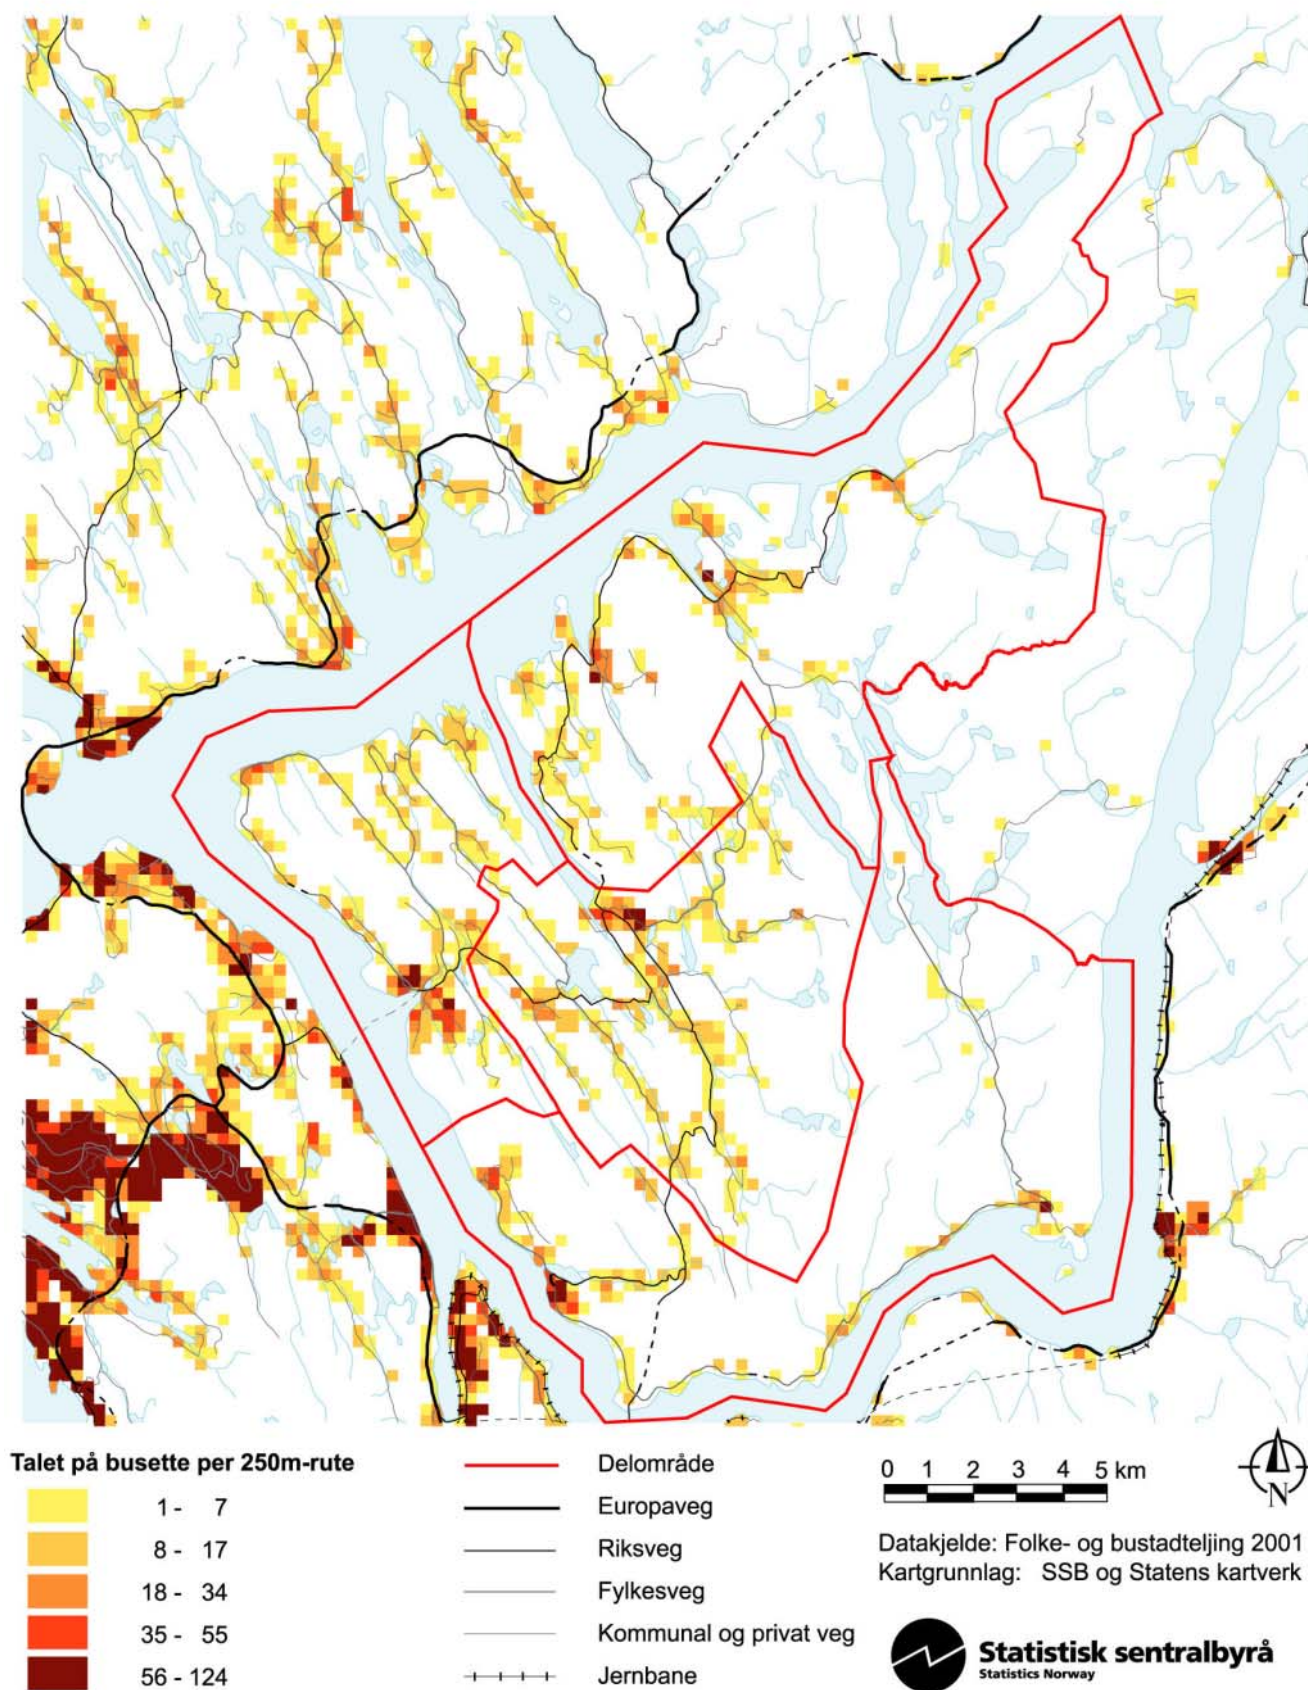 Talet på busette per 250m-rute
1 - 7
8 - 17
18 - 34
35 - 55
56 - 124
Delområde
Europaveg
Riksveg
Fylkesveg
Kommunal og privat veg
Jernbane
0 1 2 3 4 5 km
N
Datakjelde: Folke- og bustadteljing 2001
Kartgrunnlag: SSB og Statens kartverk
Statistisk sentralbyrå
Statistics Norway